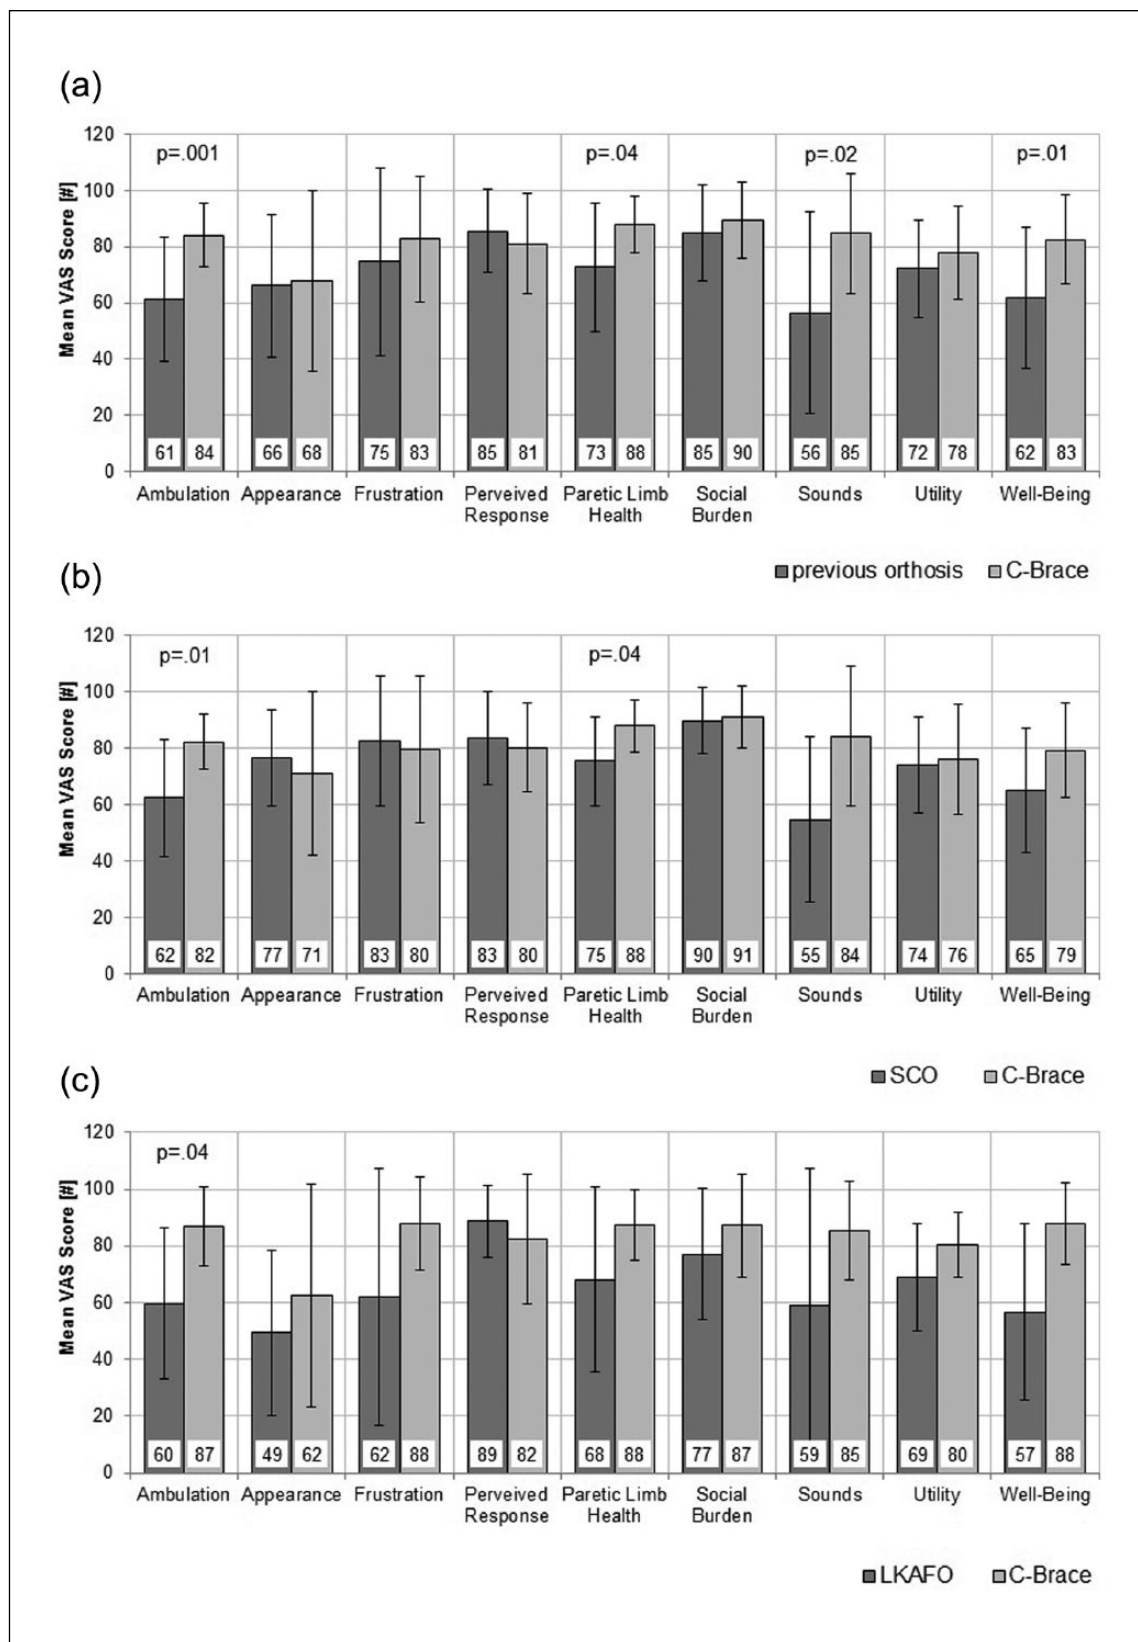 (a)
120
100
80
60
40
20
0
Mean VAS Score [#]
p=.001
p=.04
p=.02
p=.01
61 84 66 68 75 83 85 81 73 88 85 90 56 85 72 78 62 83
Ambulation Appearance Frustration Perveived Paretic Limb Social Sounds Utility Well-Being
Response Health Burden
previous orthosis C-Brace
(b)
120
100
80
60
40
20
0
Mean VAS Score [#]
p=.01
p=.04
62 82 77 71 83 80 83 80 75 88 90 91 55 84 74 76 65 79
Ambulation Appearance Frustration Perveived Paretic Limb Social Sounds Utility Well-Being
Response Health Burden
SCO C-Brace
(c)
120
100
80
60
40
20
0
Mean VAS Score [#]
p=.04
60 87 49 62 62 88 89 82 68 88 77 87 59 85 69 80 57 88
Ambulation Appearance Frustration Perveived Paretic Limb Social Sounds Utility Well-Being
Response Health Burden
LKAFO C-Brace